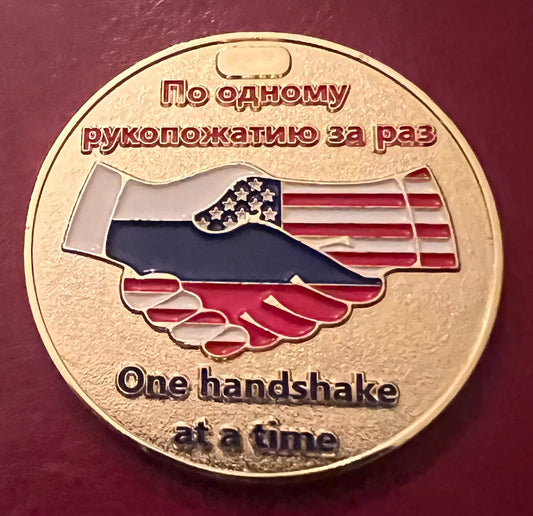 По одному
рукопожатию за раз
One handshake
at a time